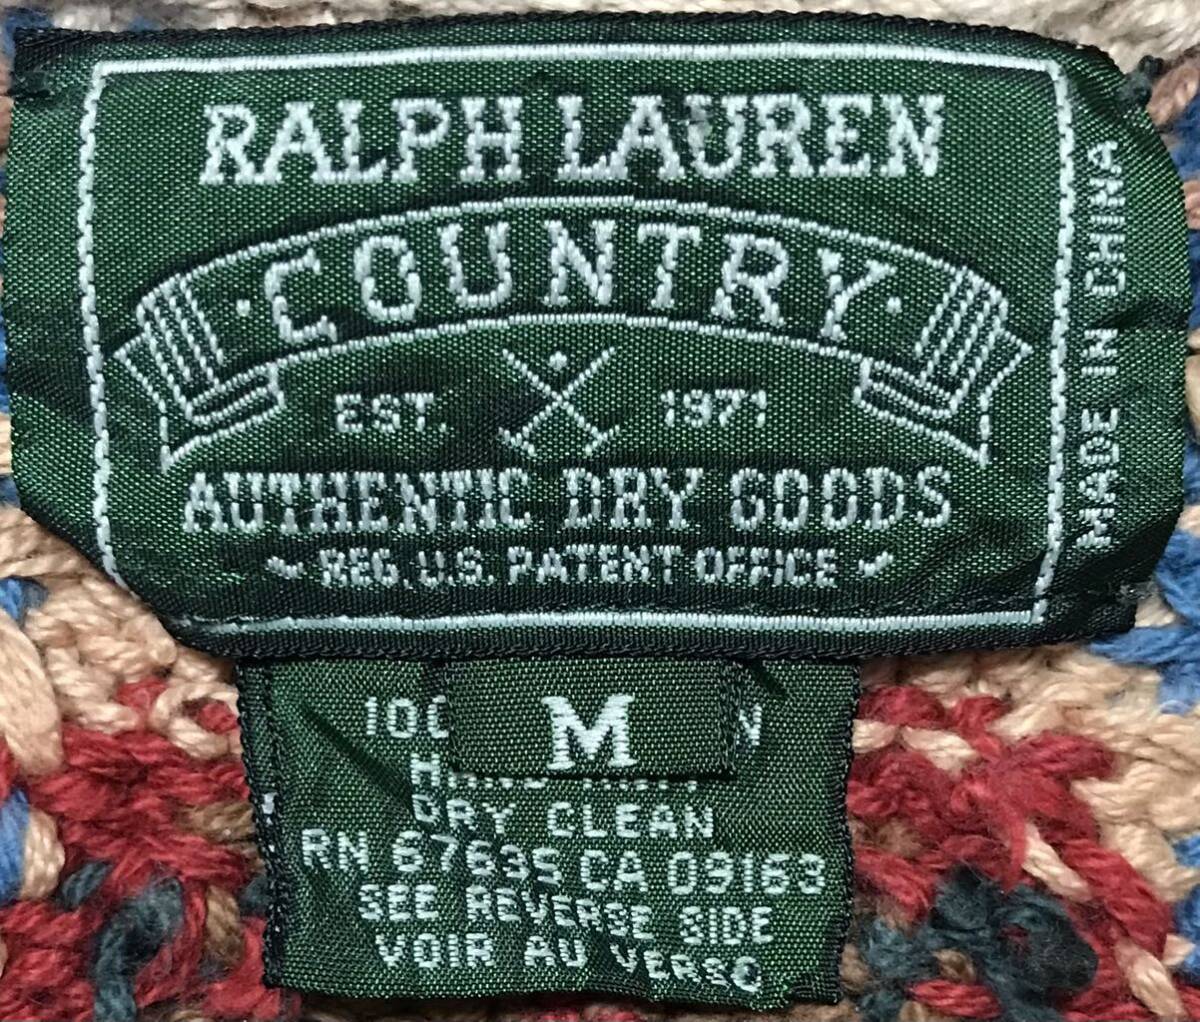 RALPH LAUREN
· COUNTRY ·
EST. 1971
AUTHENTIC DRY GOODS
REG. U.S. PATENT OFFICE
MADE IN CHINA
M
DRY CLEAN
RN 67635 CA 09163
SEE REVERSE SIDE
VOIR AU VERSO